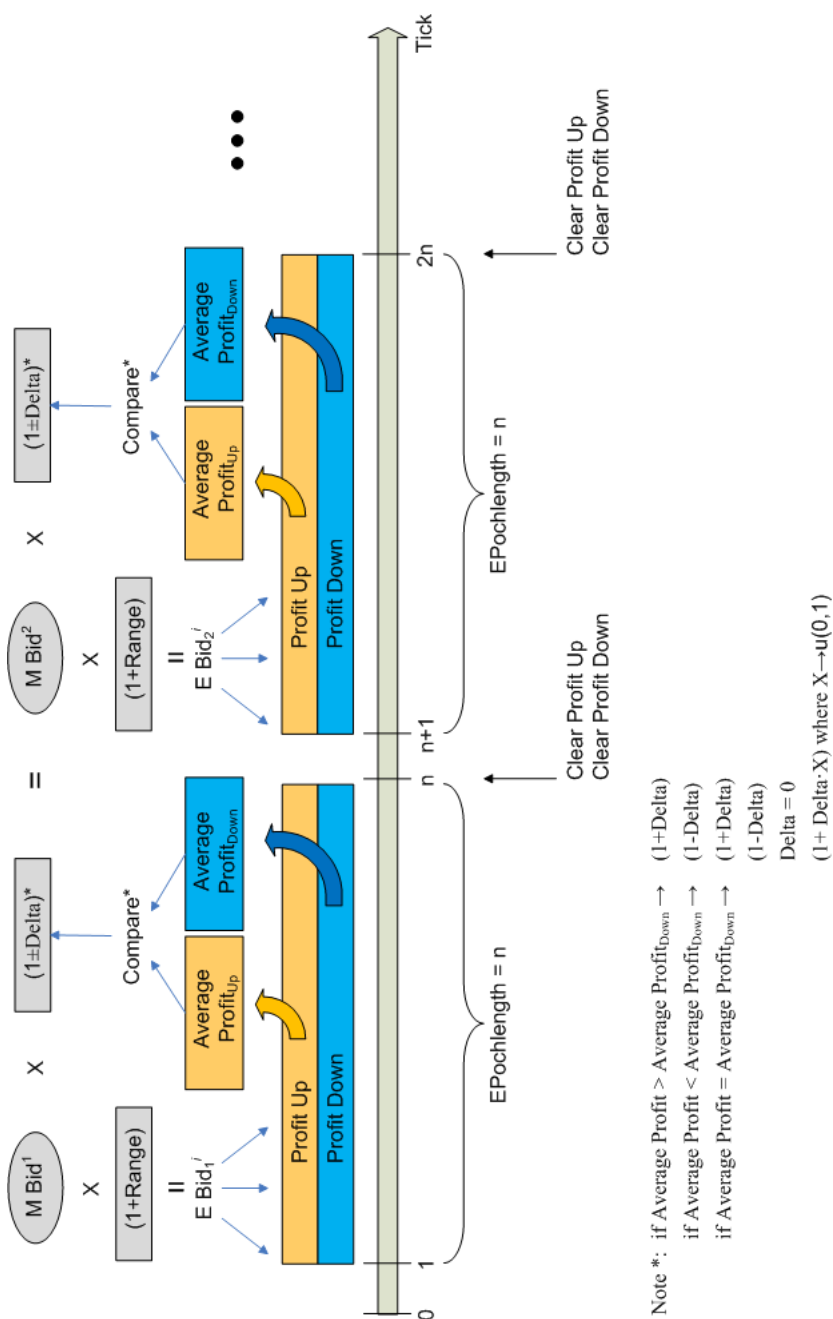 M Bid¹ X (1±Delta)* = M Bid² X (1±Delta)*
X X
(1+Range) Compare* (1+Range) Compare*
= =
E Bid₁ⁱ E Bid₂ⁱ
Average Profit_Up
Average Profit_Down
Average Profit_Up
Average Profit_Down
Profit Up
Profit Down
Profit Up
Profit Down
0 1 n n+1 2n Tick
EPochlength = n
EPochlength = n
Clear Profit Up
Clear Profit Down
Clear Profit Up
Clear Profit Down
Note *: if Average Profit > Average Profit_Down → (1+Delta)
if Average Profit < Average Profit_Down → (1-Delta)
if Average Profit = Average Profit_Down → (1+Delta)
(1-Delta)
Delta = 0
(1+ Delta·X) where X→u(0,1)